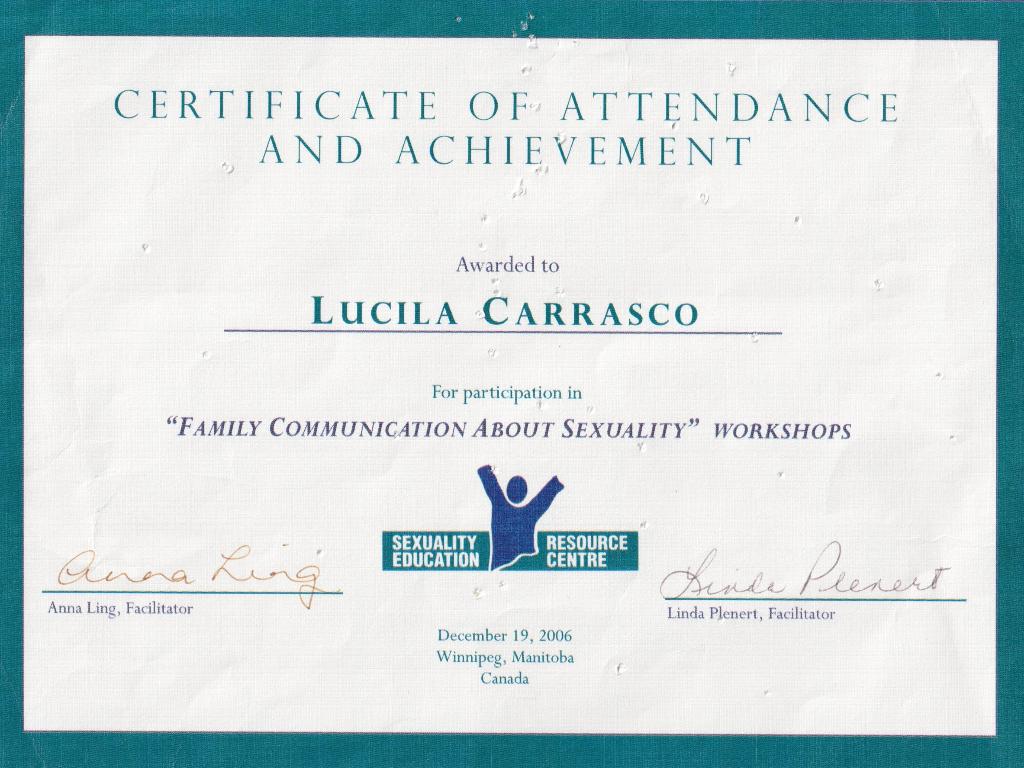 CERTIFICATE OF ATTENDANCE
AND ACHIEVEMENT
Awarded to
LUCILA CARRASCO
For participation in
"FAMILY COMMUNICATION ABOUT SEXUALITY" WORKSHOPS
SEXUALITY EDUCATION
RESOURCE CENTRE
Anna Ling
Anna Ling, Facilitator
Linda Plenert
Linda Plenert, Facilitator
December 19, 2006
Winnipeg, Manitoba
Canada